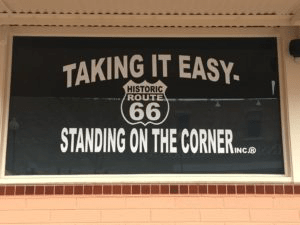 TAKING IT EASY.
HISTORIC
ROUTE
66
STANDING ON THE CORNER INC.®